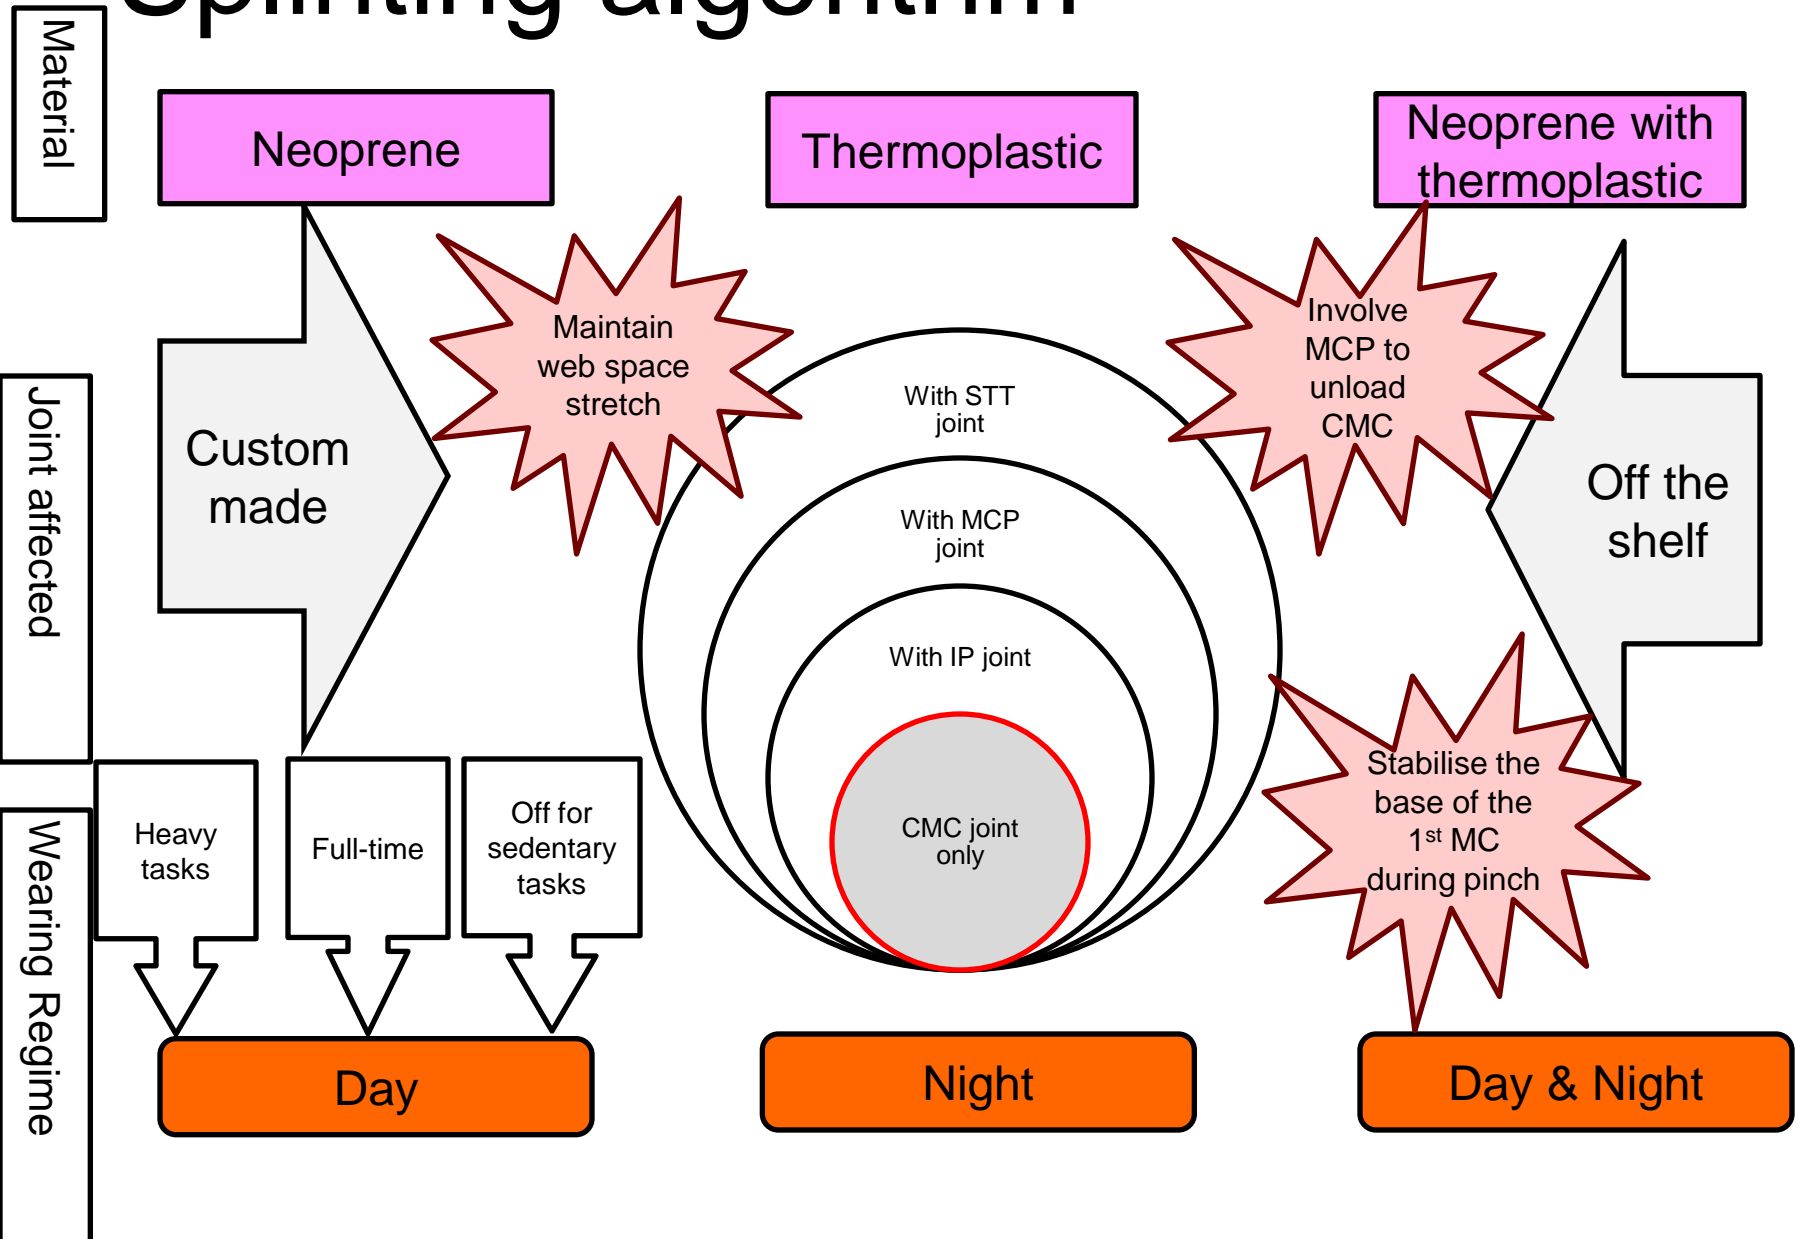 Splinting algorithm
Material
Neoprene
Thermoplastic
Neoprene with
thermoplastic
Joint affected
Custom
made
Maintain
web space
stretch
With STT
joint
With MCP
joint
With IP joint
CMC joint
only
Involve
MCP to
unload
CMC
Off the
shelf
Stabilise the
base of the
1st MC
during pinch
Wearing Regime
Heavy
tasks
Full-time
Off for
sedentary
tasks
Day
Night
Day & Night